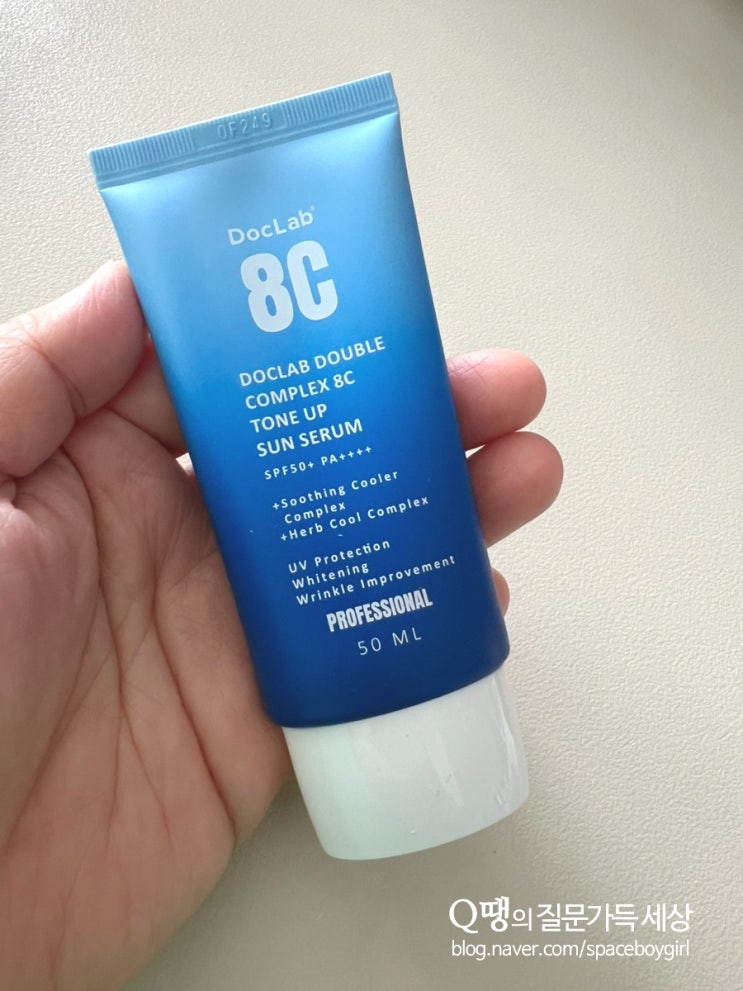 0F249
DocLab®
8C
DOCLAB DOUBLE
COMPLEX 8C
TONE UP
SUN SERUM
SPF50+ PA++++
+Soothing Cooler
Complex
+Herb Cool Complex
UV Protection
Whitening
Wrinkle Improvement
PROFESSIONAL
50 ML
Q땡의 질문가득 세상
blog.naver.com/spaceboygirl